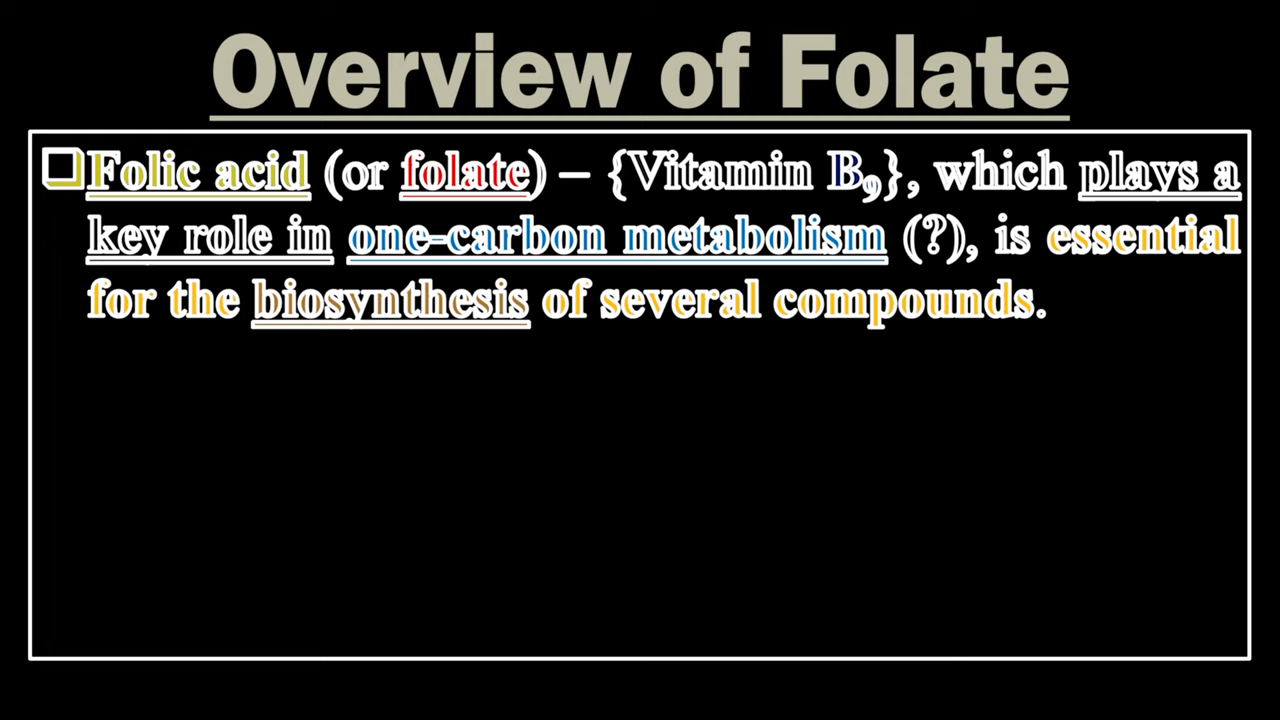 Overview of Folate
❑Folic acid (or folate) – {Vitamin B₉}, which plays a
key role in one-carbon metabolism (?), is essential
for the biosynthesis of several compounds.